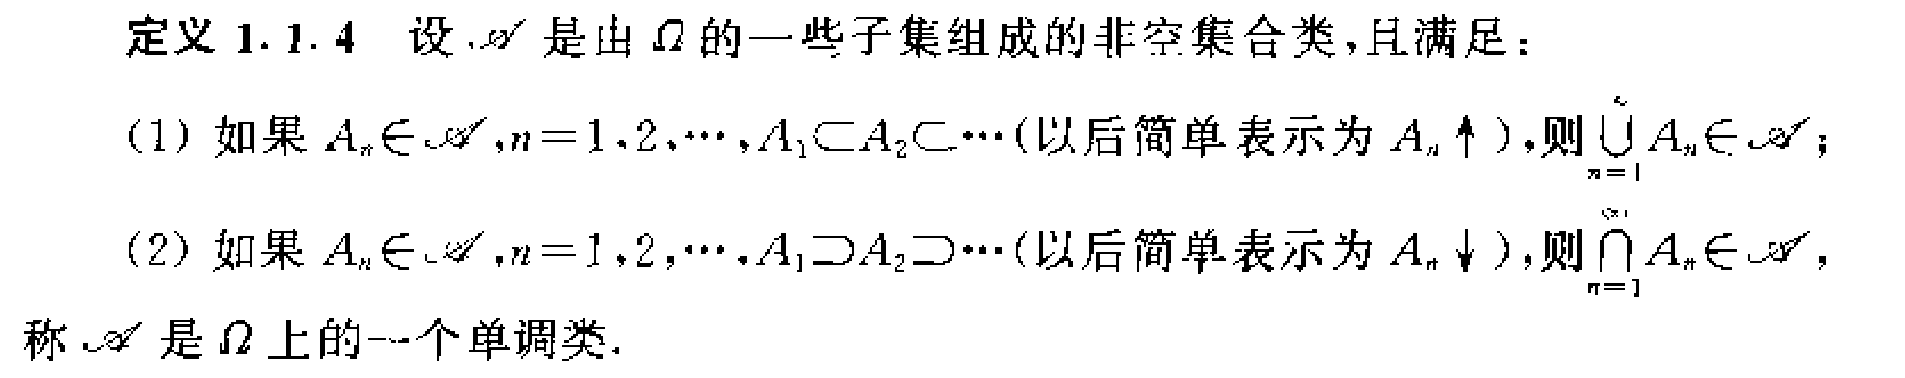 定义 1.1.4 设 𝒜 是由 Ω 的一些子集组成的非空集合类,且满足:
(1) 如果 Aₙ∈𝒜,n=1,2,⋯,A₁⊂A₂⊂⋯(以后简单表示为 Aₙ↑),则 ⋃_{n=1}^{∞} Aₙ∈𝒜;
(2) 如果 Aₙ∈𝒜,n=1,2,⋯,A₁⊃A₂⊃⋯(以后简单表示为 Aₙ↓),则 ⋂_{n=1}^{∞} Aₙ∈𝒜,
称 𝒜 是 Ω 上的一个单调类.